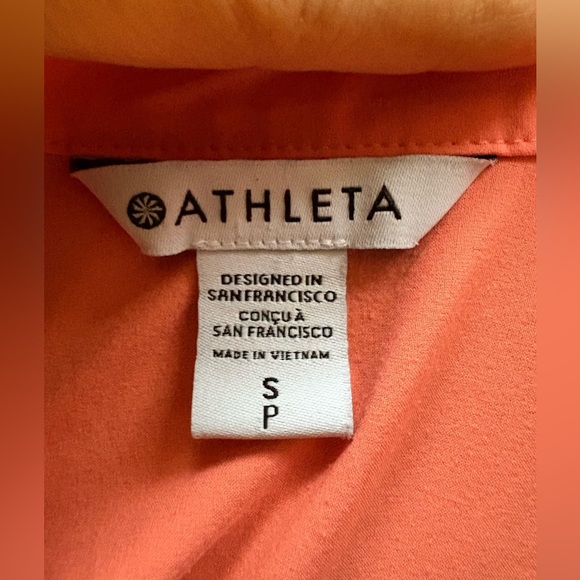 ATHLETA
DESIGNED IN
SAN FRANCISCO
CONÇU À
SAN FRANCISCO
MADE IN VIETNAM
S
P